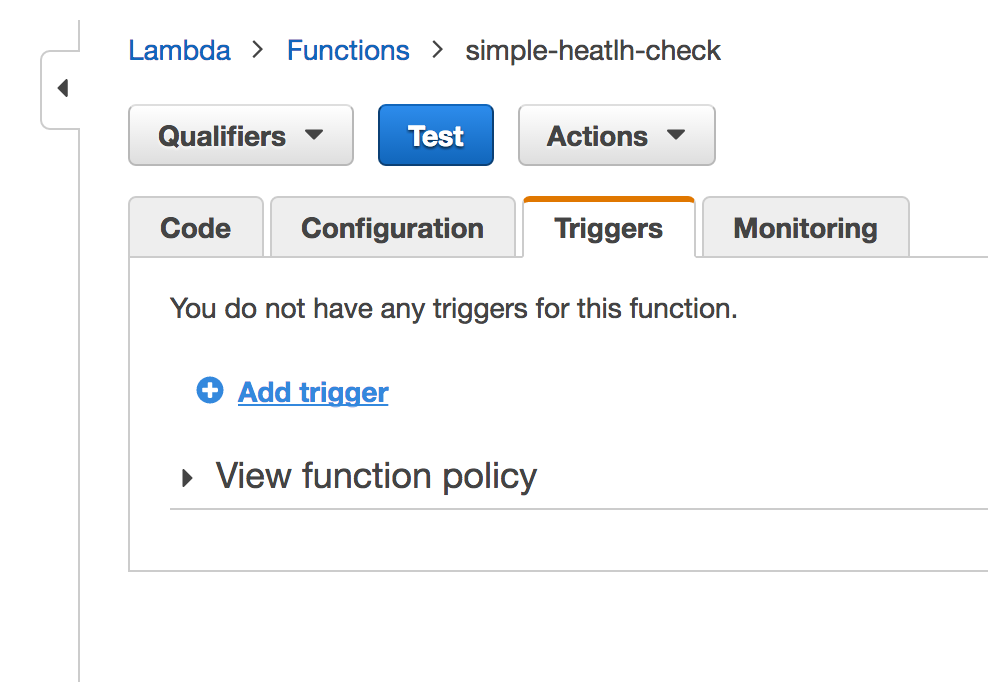 Lambda > Functions > simple-heatlh-check
Qualifiers Test Actions
Code Configuration Triggers Monitoring
You do not have any triggers for this function.
Add trigger
View function policy